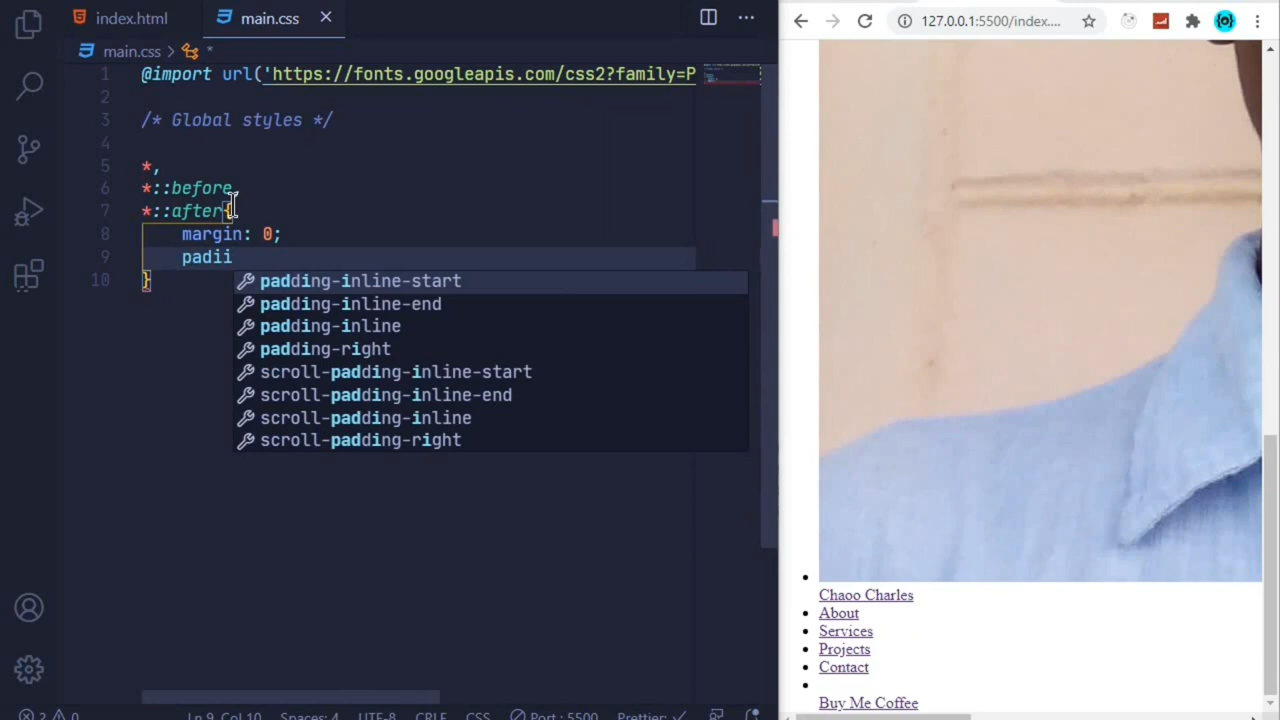 index.html
main.css
127.0.0.1:5500/index....
main.css > *
1 @import url('https://fonts.googleapis.com/css2?family=P
2
3 /* Global styles */
4
5 *,
6 *::before
7 *::after{
8 margin: 0;
9 padii
10 }
padding-inline-start
padding-inline-end
padding-inline
padding-right
scroll-padding-inline-start
scroll-padding-inline-end
scroll-padding-inline
scroll-padding-right
Chaoo Charles
About
Services
Projects
Contact
Buy Me Coffee
2 0 Ln 9, Col 10 Spaces: 4 UTF-8 CRLF CSS Port : 5500 Prettier: ✓